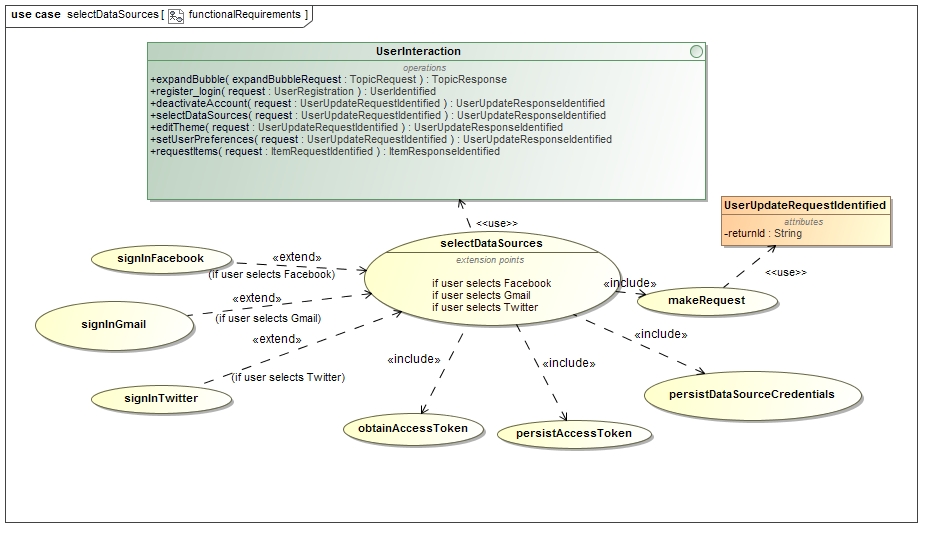 use case selectDataSources [ functionalRequirements ]
UserInteraction
operations
+expandBubble( expandBubbleRequest : TopicRequest ) : TopicResponse
+register_login( request : UserRegistration ) : UserIdentified
+deactivateAccount( request : UserUpdateRequestIdentified ) : UserUpdateResponseIdentified
+selectDataSources( request : UserUpdateRequestIdentified ) : UserUpdateResponseIdentified
+editTheme( request : UserUpdateRequestIdentified ) : UserUpdateResponseIdentified
+setUserPreferences( request : UserUpdateRequestIdentified ) : UserUpdateResponseIdentified
+requestItems( request : ItemRequestIdentified ) : ItemResponseIdentified
UserUpdateRequestIdentified
attributes
-returnId : String
<<use>>
selectDataSources
extension points
if user selects Facebook
if user selects Gmail
if user selects Twitter
signInFacebook
«extend»
(if user selects Facebook)
<<use>>
«include»
makeRequest
«extend»
(if user selects Gmail)
signInGmail
«extend»
(if user selects Twitter)
signInTwitter
«include»
«include»
«include»
persistDataSourceCredentials
obtainAccessToken
persistAccessToken